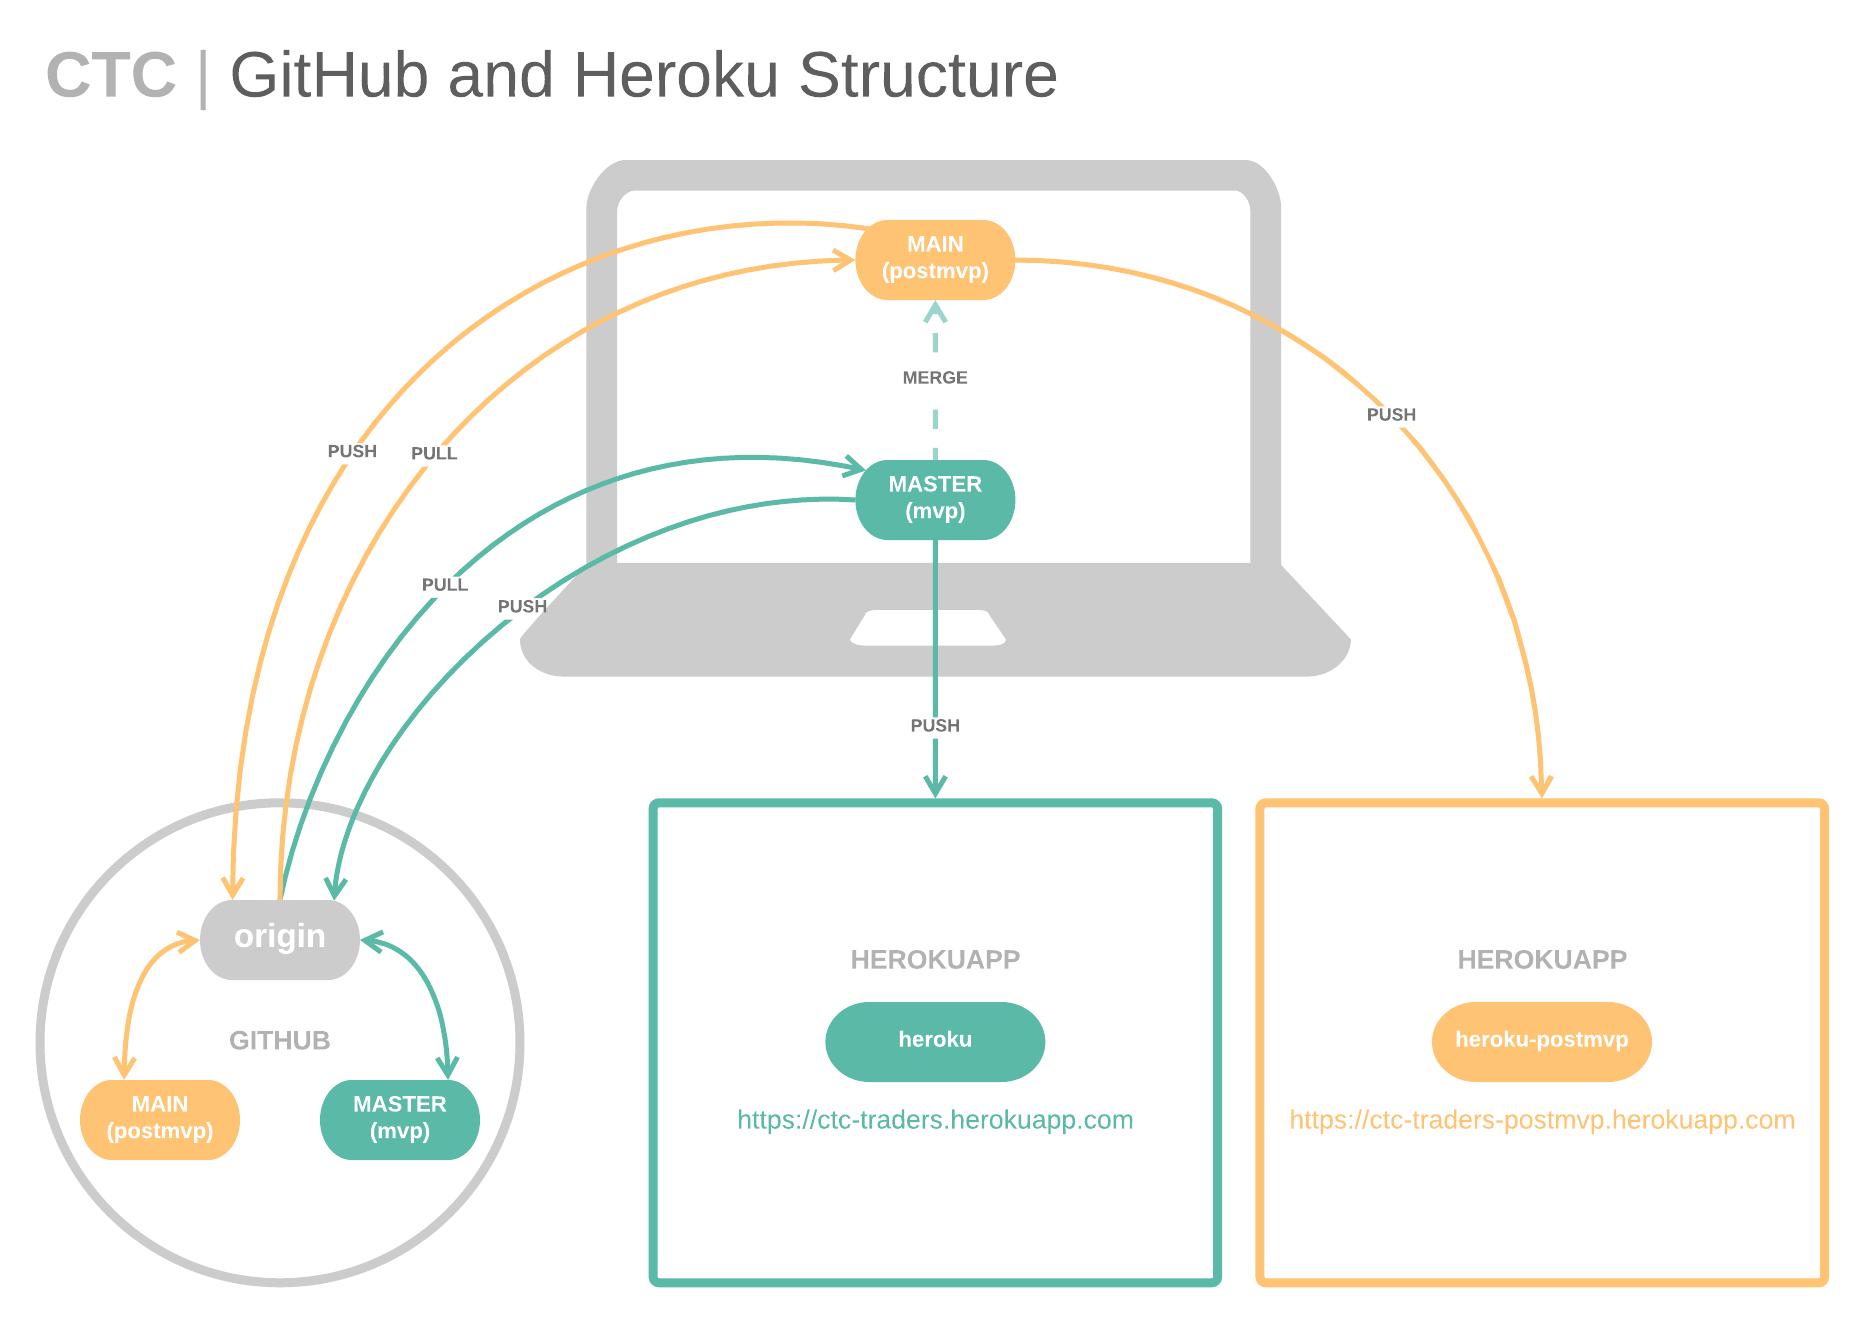 CTC | GitHub and Heroku Structure
MAIN
(postmvp)
MERGE
PUSH
PUSH
PULL
MASTER
(mvp)
PULL
PUSH
PUSH
origin
GITHUB
MAIN
(postmvp)
MASTER
(mvp)
HEROKUAPP
heroku
https://ctc-traders.herokuapp.com
HEROKUAPP
heroku-postmvp
https://ctc-traders-postmvp.herokuapp.com